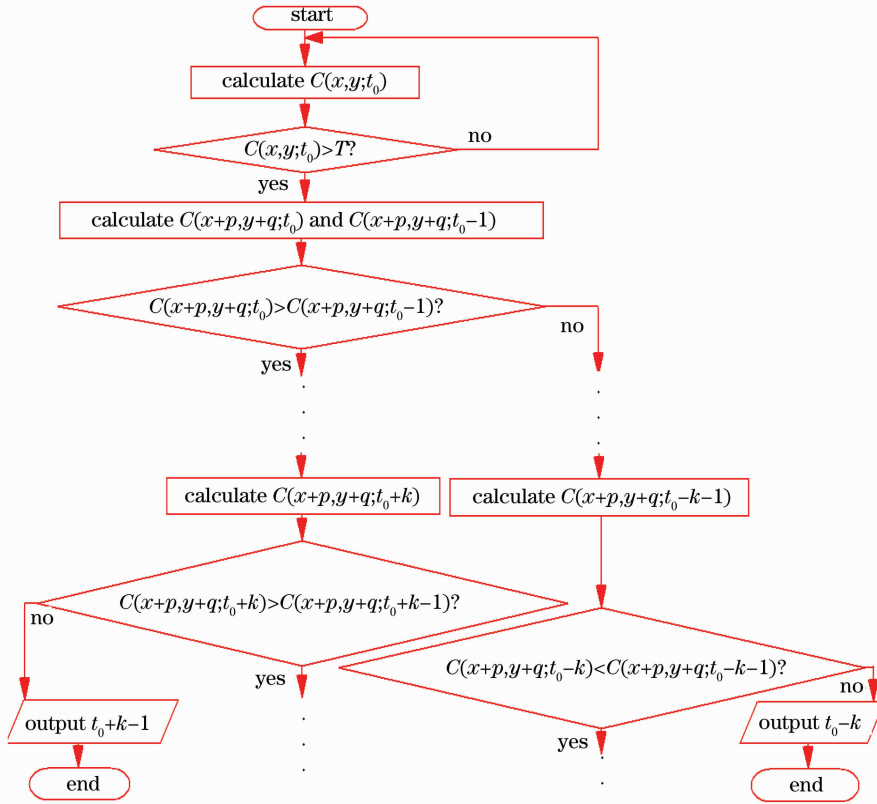 start
calculate C(x,y;t₀)
C(x,y;t₀)>T?
no
yes
calculate C(x+p,y+q;t₀) and C(x+p,y+q;t₀−1)
C(x+p,y+q;t₀)>C(x+p,y+q;t₀−1)?
no
yes
calculate C(x+p,y+q;t₀+k)
calculate C(x+p,y+q;t₀−k−1)
C(x+p,y+q;t₀+k)>C(x+p,y+q;t₀+k−1)?
no
yes
C(x+p,y+q;t₀−k)<C(x+p,y+q;t₀−k−1)?
no
yes
output t₀+k−1
output t₀−k
end
end